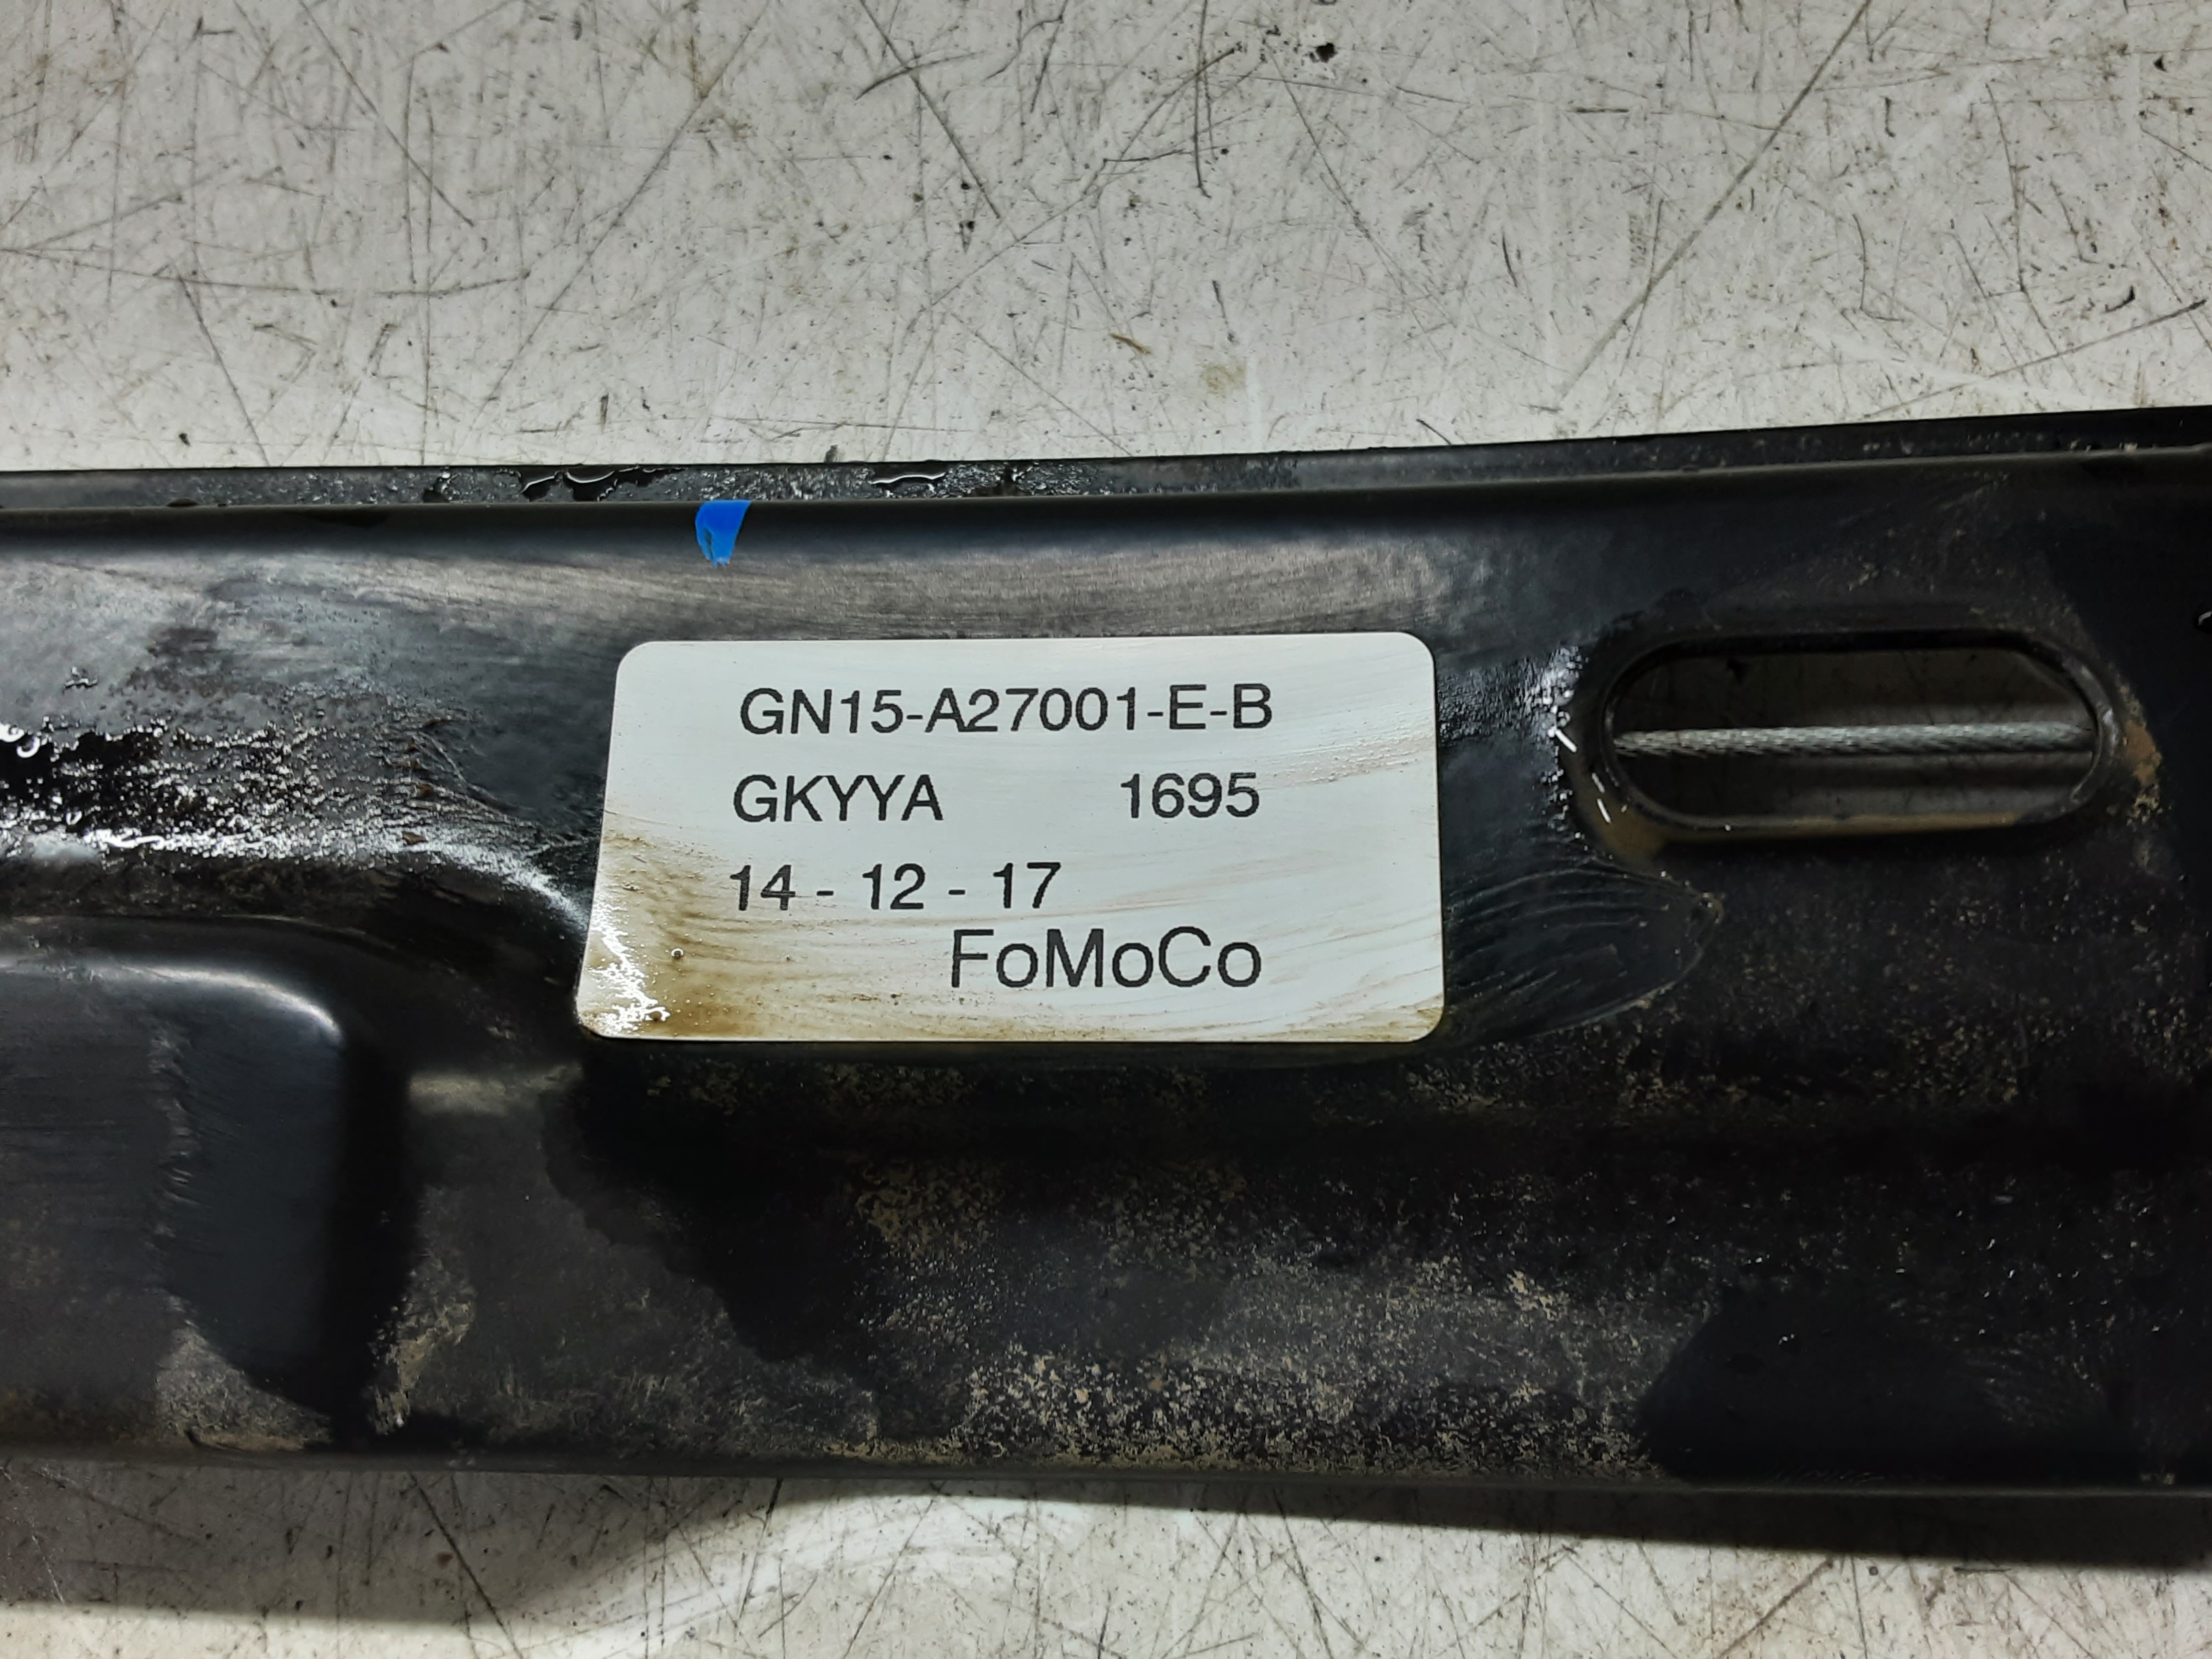 GN15-A27001-E-B
GKYYA 1695
14 - 12 - 17
FoMoCo